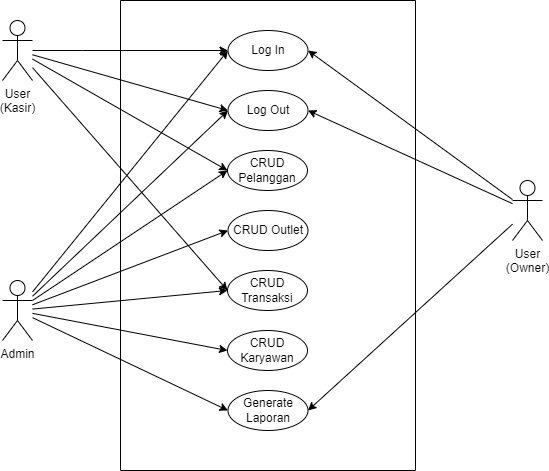 Log In
User
(Kasir)
Log Out
CRUD
Pelanggan
CRUD Outlet
User
(Owner)
CRUD
Transaksi
Admin
CRUD
Karyawan
Generate
Laporan